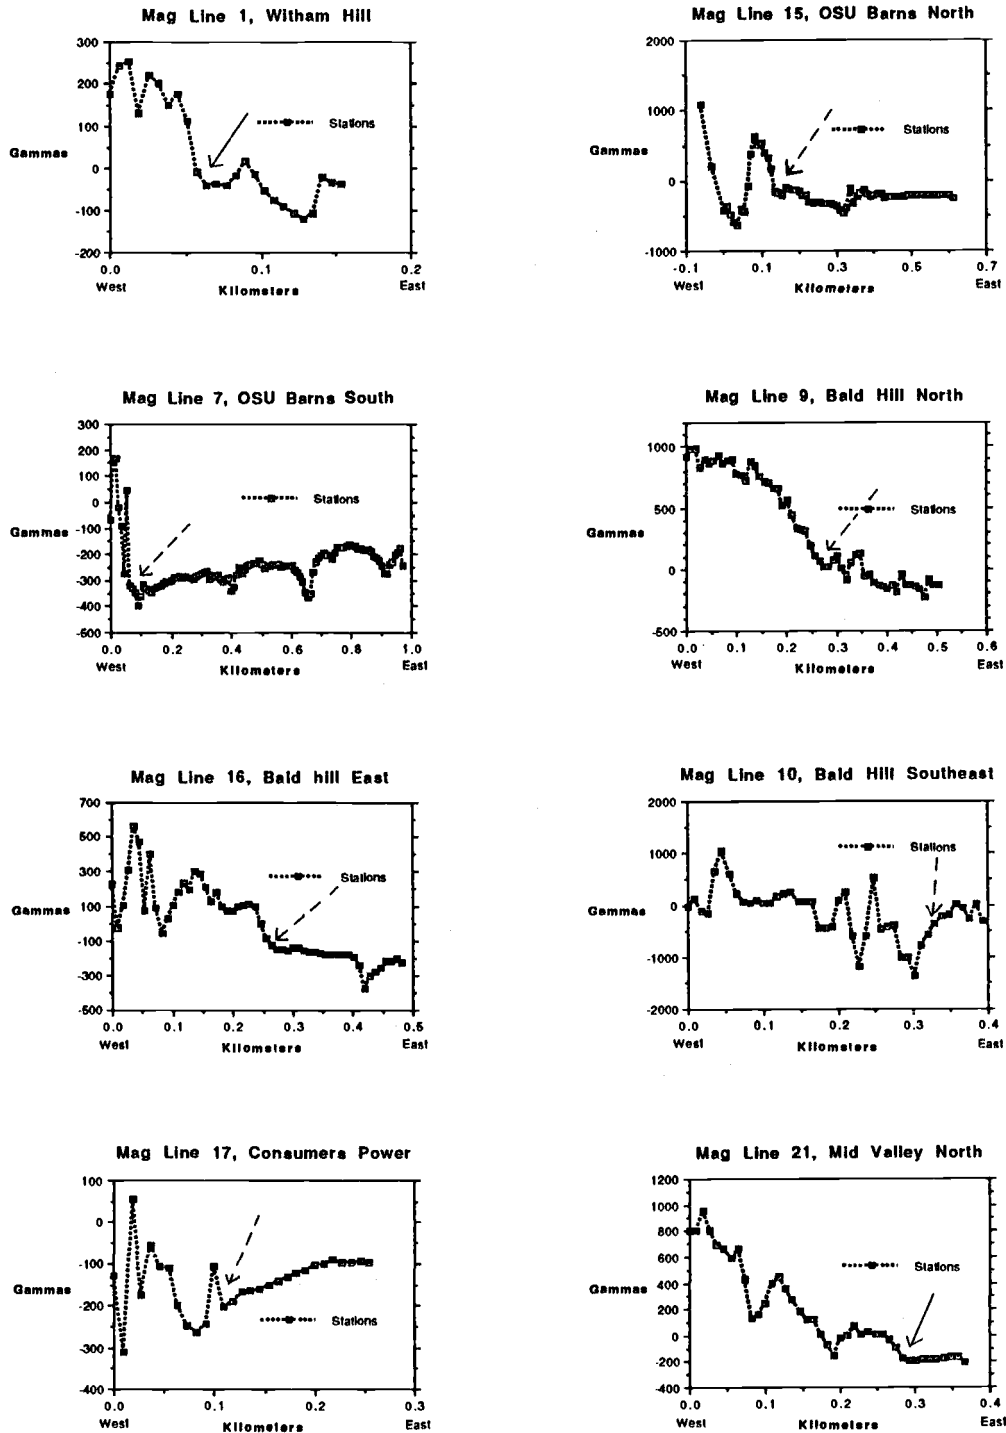 Mag Line 1, Witham Hill
300
200
100
0
-100
-200
Gammas
Stations
0.0
0.1
0.2
West
Kilometers
East
Mag Line 15, OSU Barns North
2000
1000
0
-1000
Gammas
Stations
-0.1
0.1
0.3
0.5
0.7
West
Kilometers
East
Mag Line 7, OSU Barns South
300
200
100
0
-100
-200
-300
-400
-500
Gammas
Stations
0.0
0.2
0.4
0.6
0.8
1.0
West
Kilometers
East
Mag Line 9, Bald Hill North
1000
500
0
-500
Gammas
Stations
0.0
0.1
0.2
0.3
0.4
0.5
0.6
West
Kilometers
East
Mag Line 16, Bald hill East
700
500
300
100
-100
-300
-500
Gammas
Stations
0.0
0.1
0.2
0.3
0.4
0.5
West
Kilometers
East
Mag Line 10, Bald Hill Southeast
2000
1000
0
-1000
-2000
Gammas
Stations
0.0
0.1
0.2
0.3
0.4
West
Kilometers
East
Mag Line 17, Consumers Power
100
0
-100
-200
-300
-400
Gammas
Stations
0.0
0.1
0.2
0.3
West
Kilometers
East
Mag Line 21, Mid Valley North
1200
1000
800
600
400
200
0
-200
-400
Gammas
Stations
0.0
0.1
0.2
0.3
0.4
West
Kilometers
East